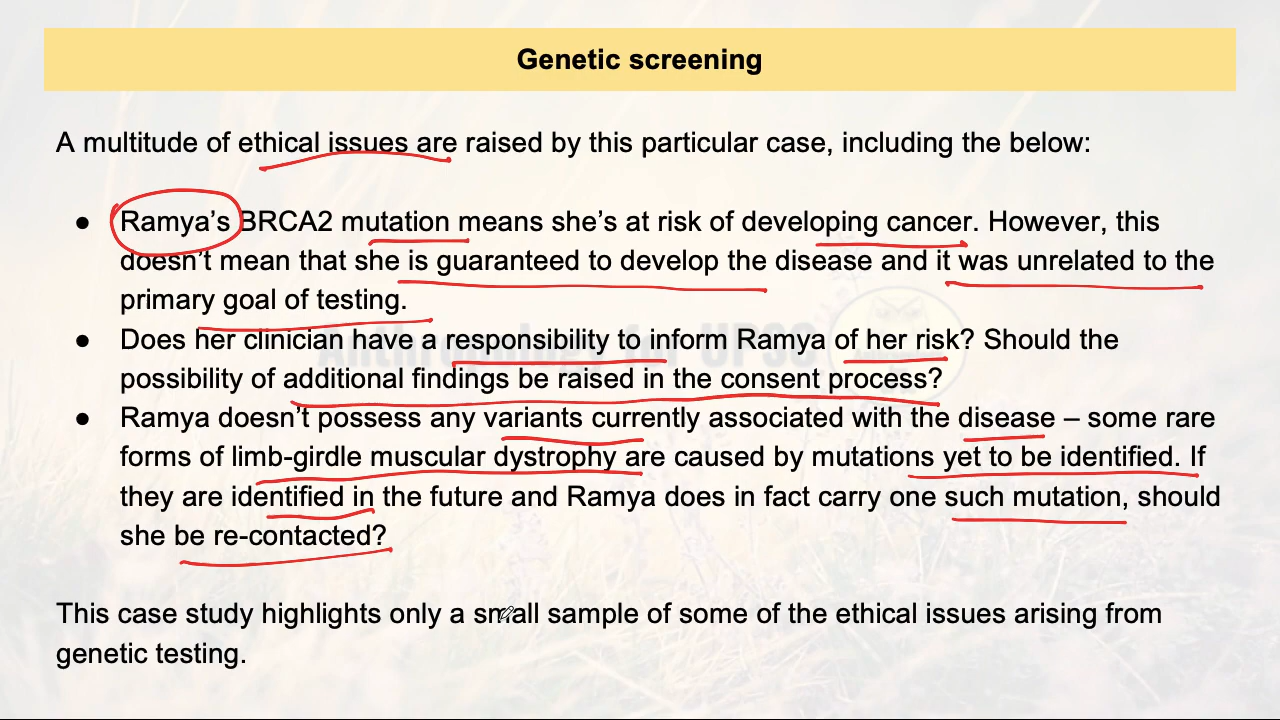 Genetic screening
A multitude of ethical issues are raised by this particular case, including the below:
● Ramya’s BRCA2 mutation means she’s at risk of developing cancer. However, this
doesn’t mean that she is guaranteed to develop the disease and it was unrelated to the
primary goal of testing.
● Does her clinician have a responsibility to inform Ramya of her risk? Should the
possibility of additional findings be raised in the consent process?
● Ramya doesn’t possess any variants currently associated with the disease – some rare
forms of limb-girdle muscular dystrophy are caused by mutations yet to be identified. If
they are identified in the future and Ramya does in fact carry one such mutation, should
she be re-contacted?
This case study highlights only a small sample of some of the ethical issues arising from
genetic testing.
Anthropology for UPSC